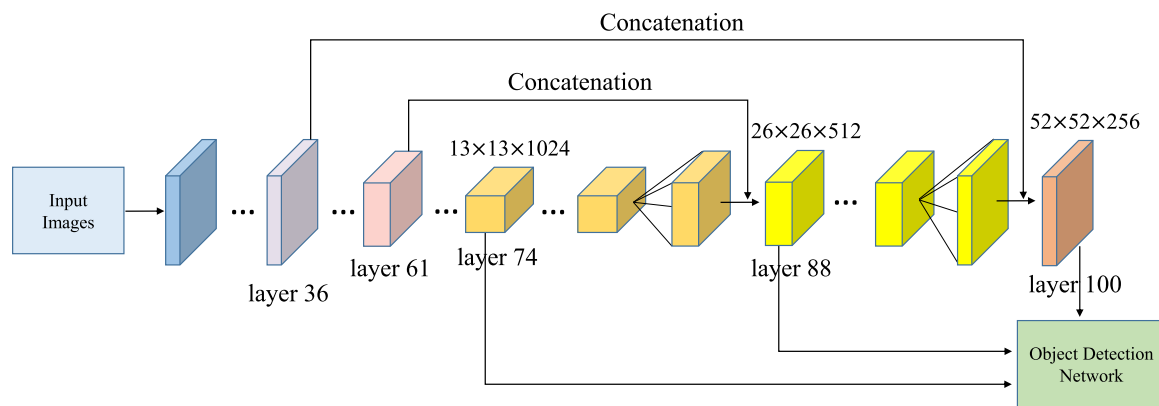 Concatenation
Concatenation
13×13×1024
26×26×512
52×52×256
Input
Images
...
...
...
...
...
layer 36
layer 61
layer 74
layer 88
layer 100
Object Detection
Network